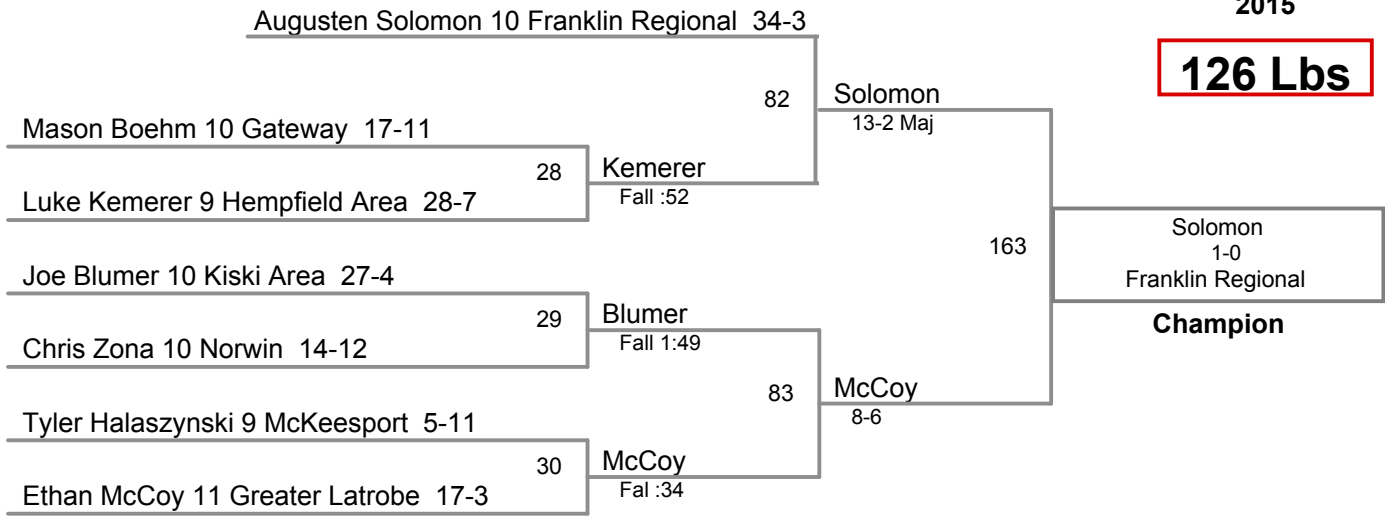 2015
126 Lbs
Augusten Solomon 10 Franklin Regional 34-3
82
Solomon
13-2 Maj
Mason Boehm 10 Gateway 17-11
28
Kemerer
Fall :52
Luke Kemerer 9 Hempfield Area 28-7
163
Solomon
1-0
Franklin Regional
Champion
Joe Blumer 10 Kiski Area 27-4
29
Blumer
Fall 1:49
Chris Zona 10 Norwin 14-12
83
McCoy
8-6
Tyler Halaszynski 9 McKeesport 5-11
30
McCoy
Fal :34
Ethan McCoy 11 Greater Latrobe 17-3